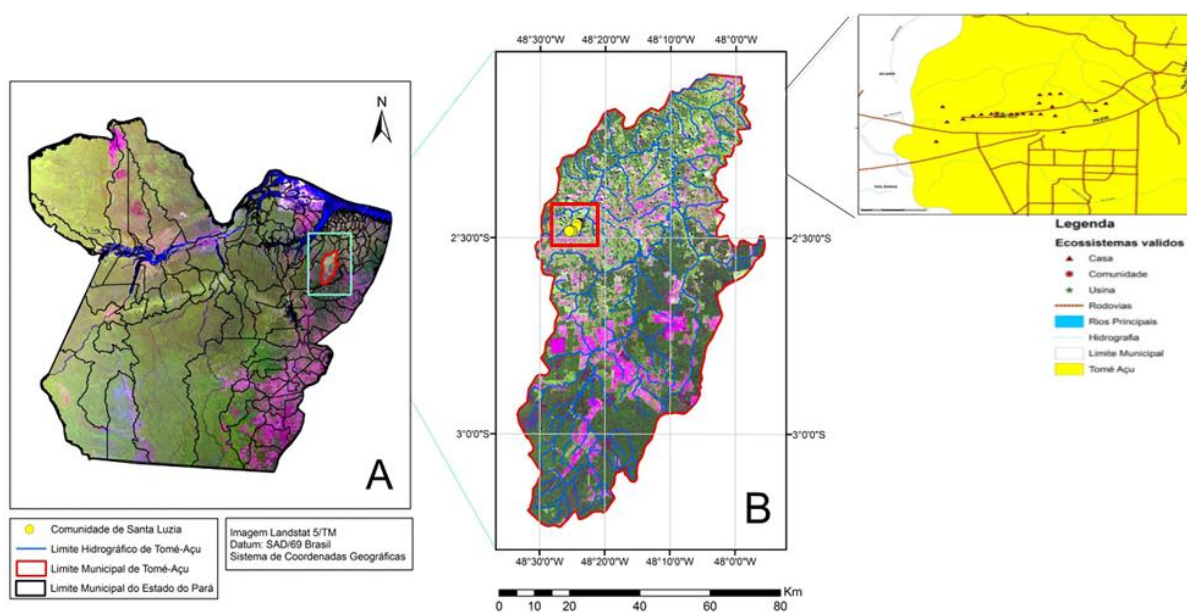 N
A
Comunidade de Santa Luzia
Limite Hidrográfico de Tomé-Açu
Limite Municipal de Tomé-Açu
Limite Municipal do Estado do Pará
Imagem Landstat 5/TM
Datum: SAD/69 Brasil
Sistema de Coordenadas Geográficas
48°30'0"W 48°20'0"W 48°10'0"W 48°0'0"W
2°30'0"S 2°30'0"S
3°0'0"S 3°0'0"S
B
48°30'0"W 48°20'0"W 48°10'0"W 48°0'0"W
Km
0 10 20 40 60 80
Legenda
Ecossistemas validos
Casa
Comunidade
Usina
Rodovias
Rios Principais
Hidrografia
Limite Municipal
Tomé Açu